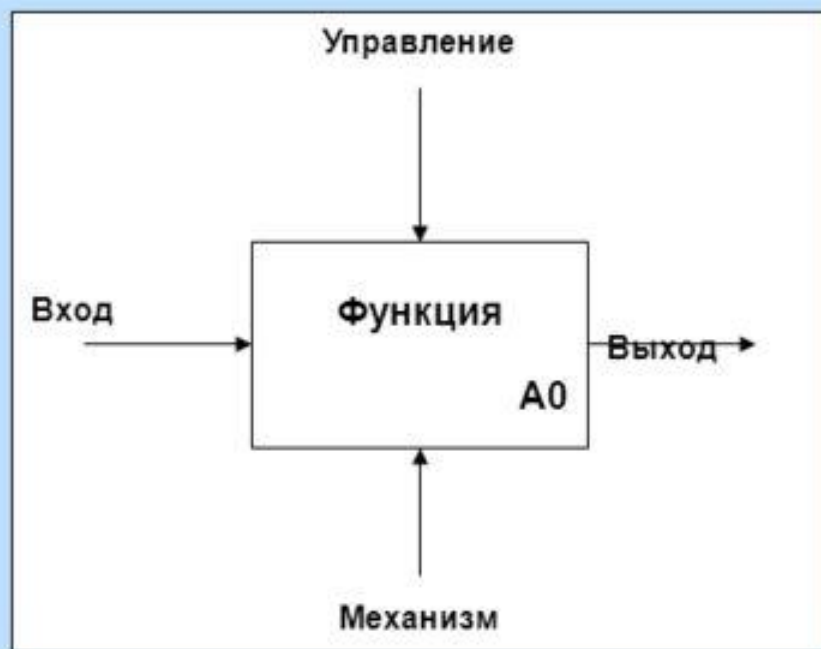 Управление
Вход
Функция
Выход
A0
Механизм